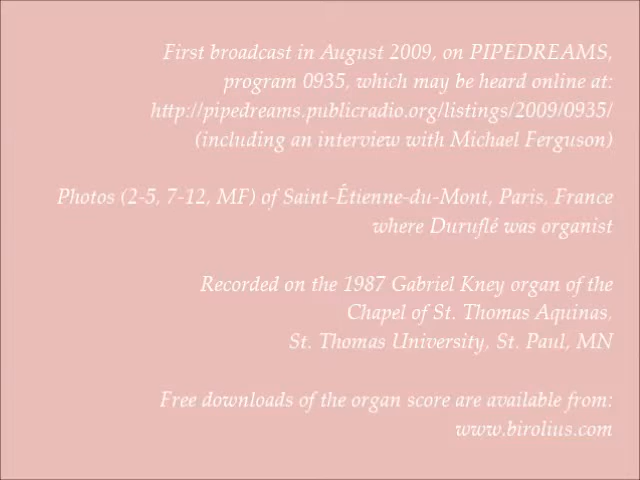 First broadcast in August 2009, on PIPEDREAMS,
program 0935, which may be heard online at:
http://pipedreams.publicradio.org/listings/2009/0935/
(including an interview with Michael Ferguson)
Photos (2-5, 7-12, MF) of Saint-Étienne-du-Mont, Paris, France
where Duruflé was organist
Recorded on the 1987 Gabriel Kney organ of the
Chapel of St. Thomas Aquinas,
St. Thomas University, St. Paul, MN
Free downloads of the organ score are available from:
www.birolius.com